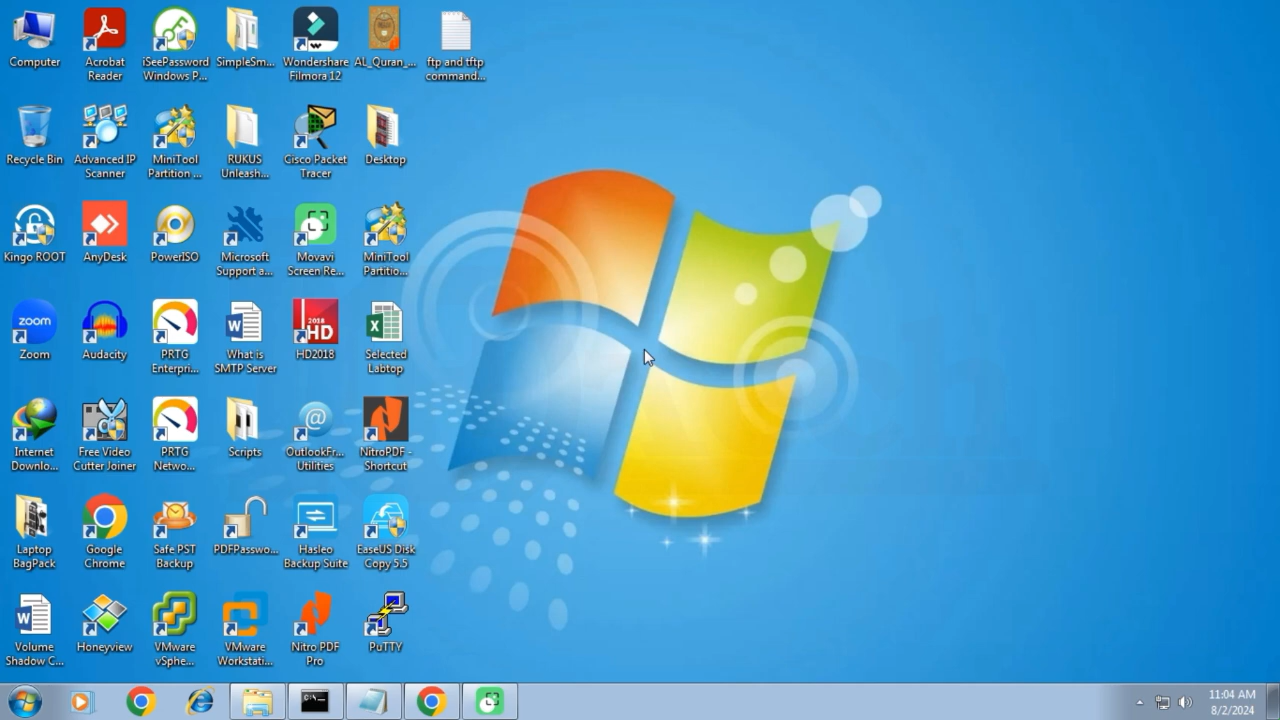 Computer
Acrobat
Reader
iSeePassword
Windows P...
SimpleSm...
Wondershare
Filmora 12
AL_Quran_...
ftp and tftp
command...
Recycle Bin
Advanced IP
Scanner
MiniTool
Partition ...
RUKUS
Unleash...
Cisco Packet
Tracer
Desktop
Kingo ROOT
AnyDesk
PowerISO
Microsoft
Support a...
Movavi
Screen Re...
MiniTool
Partitio...
zoom
Zoom
Audacity
PRTG
Enterpri...
What is
SMTP Server
2018
HD
HD2018
Selected
Labtop
Internet
Downlo...
Free Video
Cutter Joiner
PRTG
Netwo...
Scripts
OutlookFr...
Utilities
NitroPDF -
Shortcut
Laptop
BagPack
Google
Chrome
Safe PST
Backup
PDFPasswo...
Hasleo
Backup Suite
EaseUS Disk
Copy 5.5
Volume
Shadow C...
Honeyview
VMware
vSphe...
VMware
Workstati...
Nitro PDF
Pro
PuTTY
11:04 AM
8/2/2024